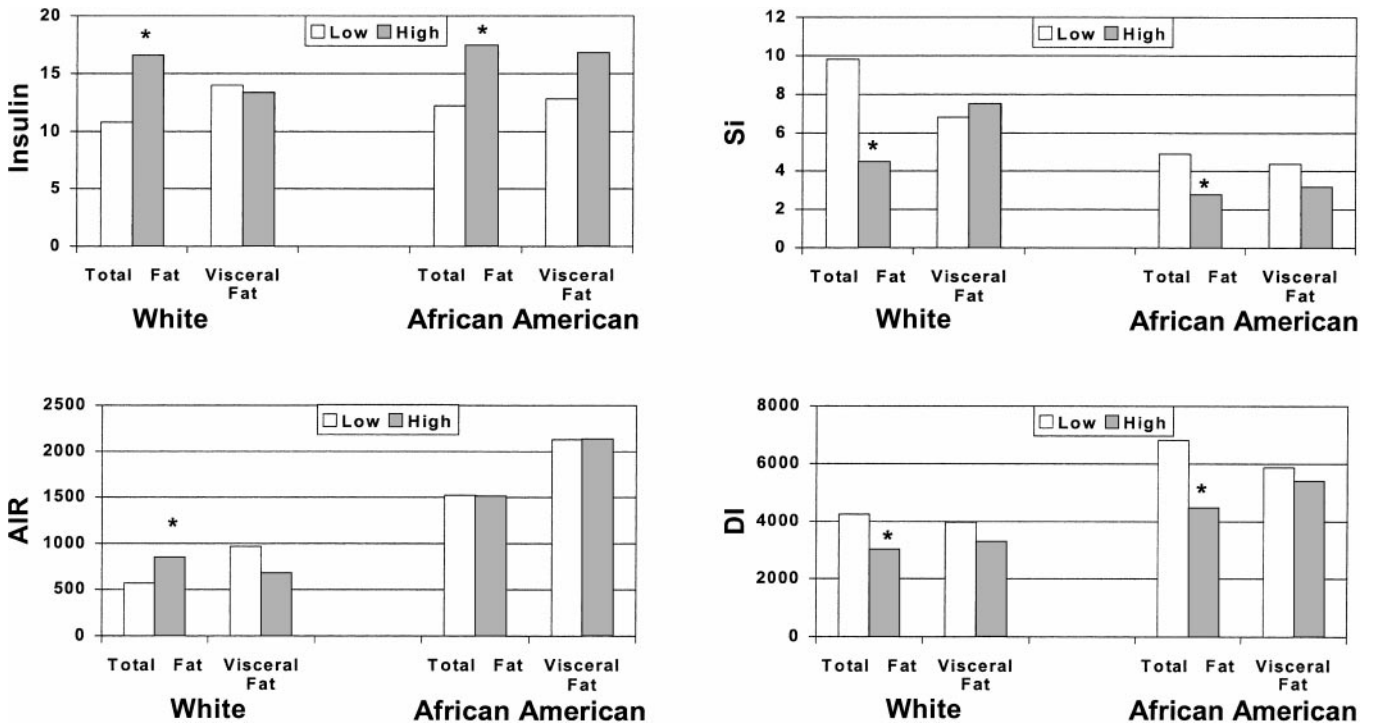 Insulin
20
15
10
5
0
Low High
*
*
Total Fat Visceral Fat Total Fat Visceral Fat
White African American
Si
12
10
8
6
4
2
0
Low High
*
*
Total Fat Visceral Fat Total Fat Visceral Fat
White African American
AIR
2500
2000
1500
1000
500
0
Low High
*
Total Fat Visceral Fat Total Fat Visceral Fat
White African American
DI
8000
6000
4000
2000
0
Low High
*
*
Total Fat Visceral Fat Total Fat Visceral Fat
White African American